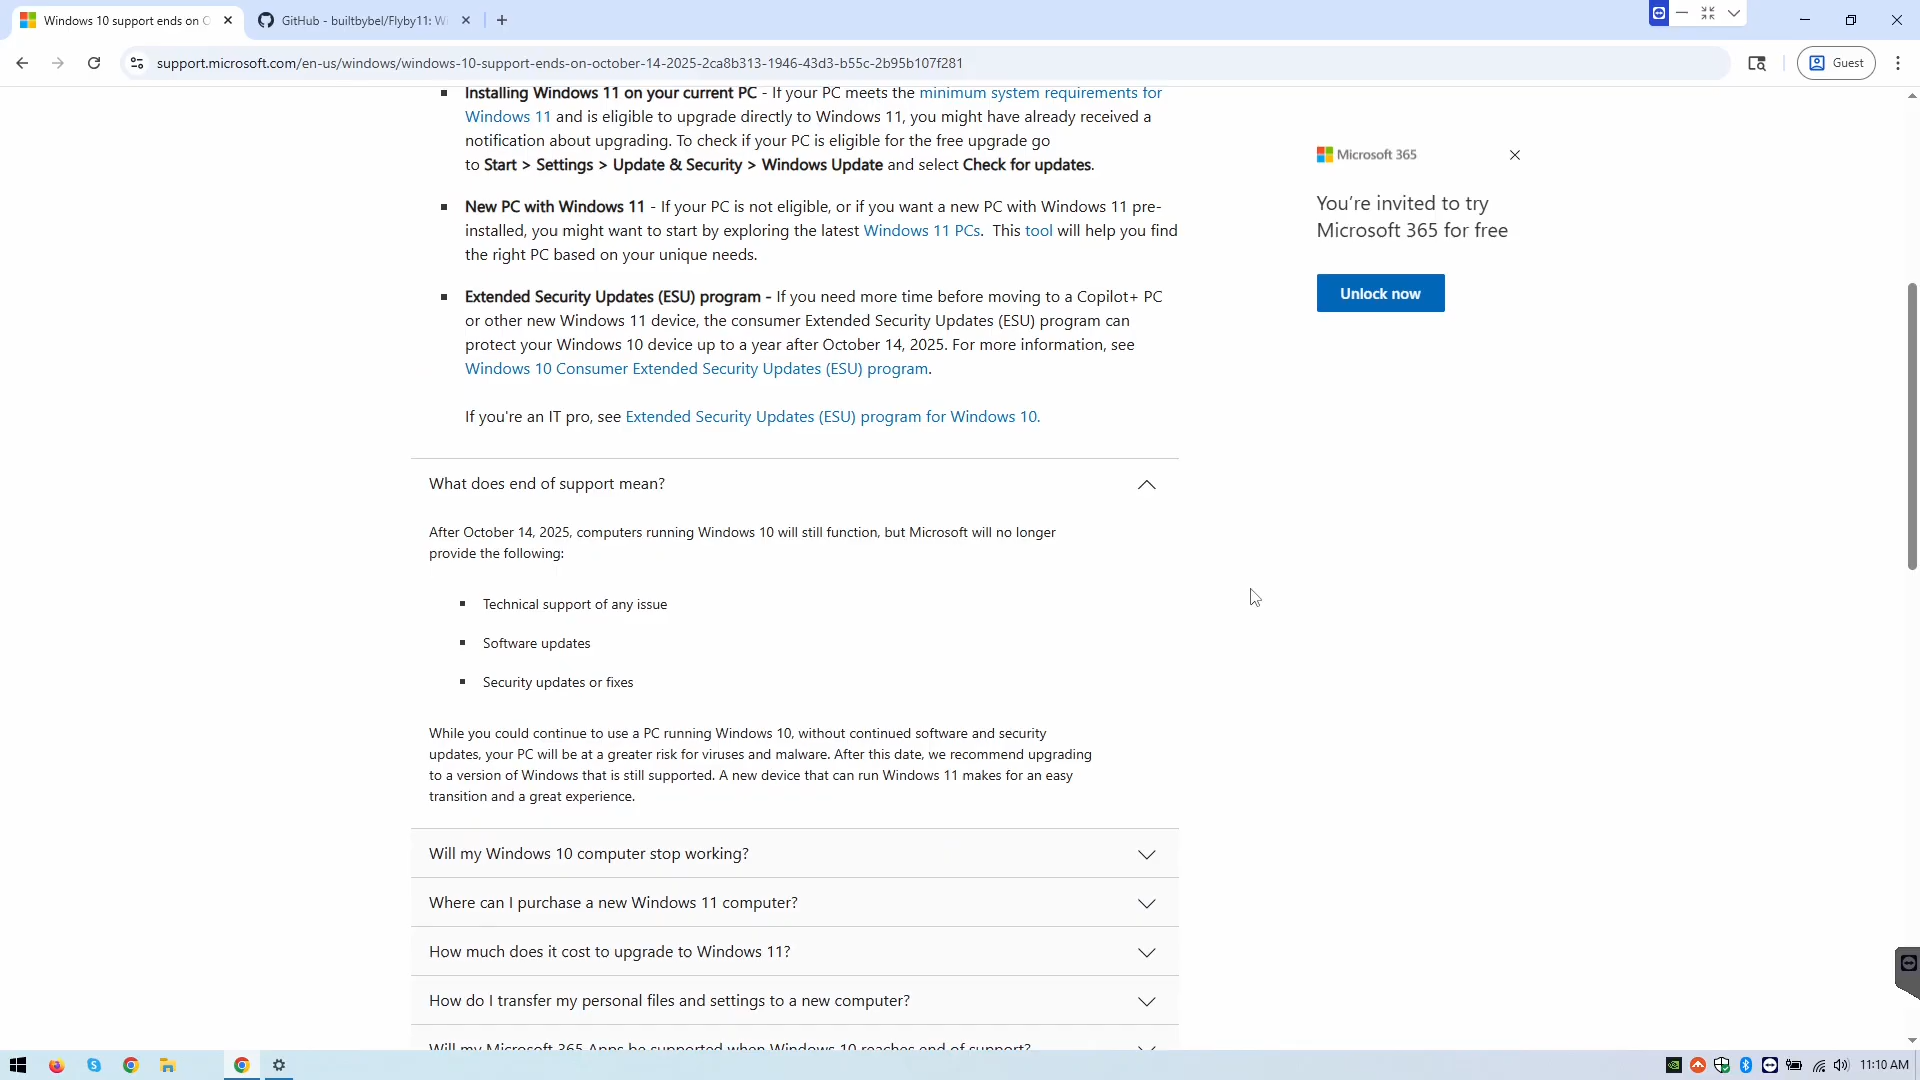 Windows 10 support ends on O
GitHub - builtbybel/Flyby11: Wi
support.microsoft.com/en-us/windows/windows-10-support-ends-on-october-14-2025-2ca8b313-1946-43d3-b55c-2b95b107f281
Guest
Installing Windows 11 on your current PC - If your PC meets the minimum system requirements for
Windows 11 and is eligible to upgrade directly to Windows 11, you might have already received a
notification about upgrading. To check if your PC is eligible for the free upgrade go
to Start > Settings > Update & Security > Windows Update and select Check for updates.
New PC with Windows 11 - If your PC is not eligible, or if you want a new PC with Windows 11 pre-
installed, you might want to start by exploring the latest Windows 11 PCs. This tool will help you find
the right PC based on your unique needs.
Extended Security Updates (ESU) program - If you need more time before moving to a Copilot+ PC
or other new Windows 11 device, the consumer Extended Security Updates (ESU) program can
protect your Windows 10 device up to a year after October 14, 2025. For more information, see
Windows 10 Consumer Extended Security Updates (ESU) program.
If you're an IT pro, see Extended Security Updates (ESU) program for Windows 10.
Microsoft 365
You're invited to try
Microsoft 365 for free
Unlock now
What does end of support mean?
After October 14, 2025, computers running Windows 10 will still function, but Microsoft will no longer
provide the following:
Technical support of any issue
Software updates
Security updates or fixes
While you could continue to use a PC running Windows 10, without continued software and security
updates, your PC will be at a greater risk for viruses and malware. After this date, we recommend upgrading
to a version of Windows that is still supported. A new device that can run Windows 11 makes for an easy
transition and a great experience.
Will my Windows 10 computer stop working?
Where can I purchase a new Windows 11 computer?
How much does it cost to upgrade to Windows 11?
How do I transfer my personal files and settings to a new computer?
Will my Microsoft 365 Apps be supported when Windows 10 reaches end of support?
11:10 AM